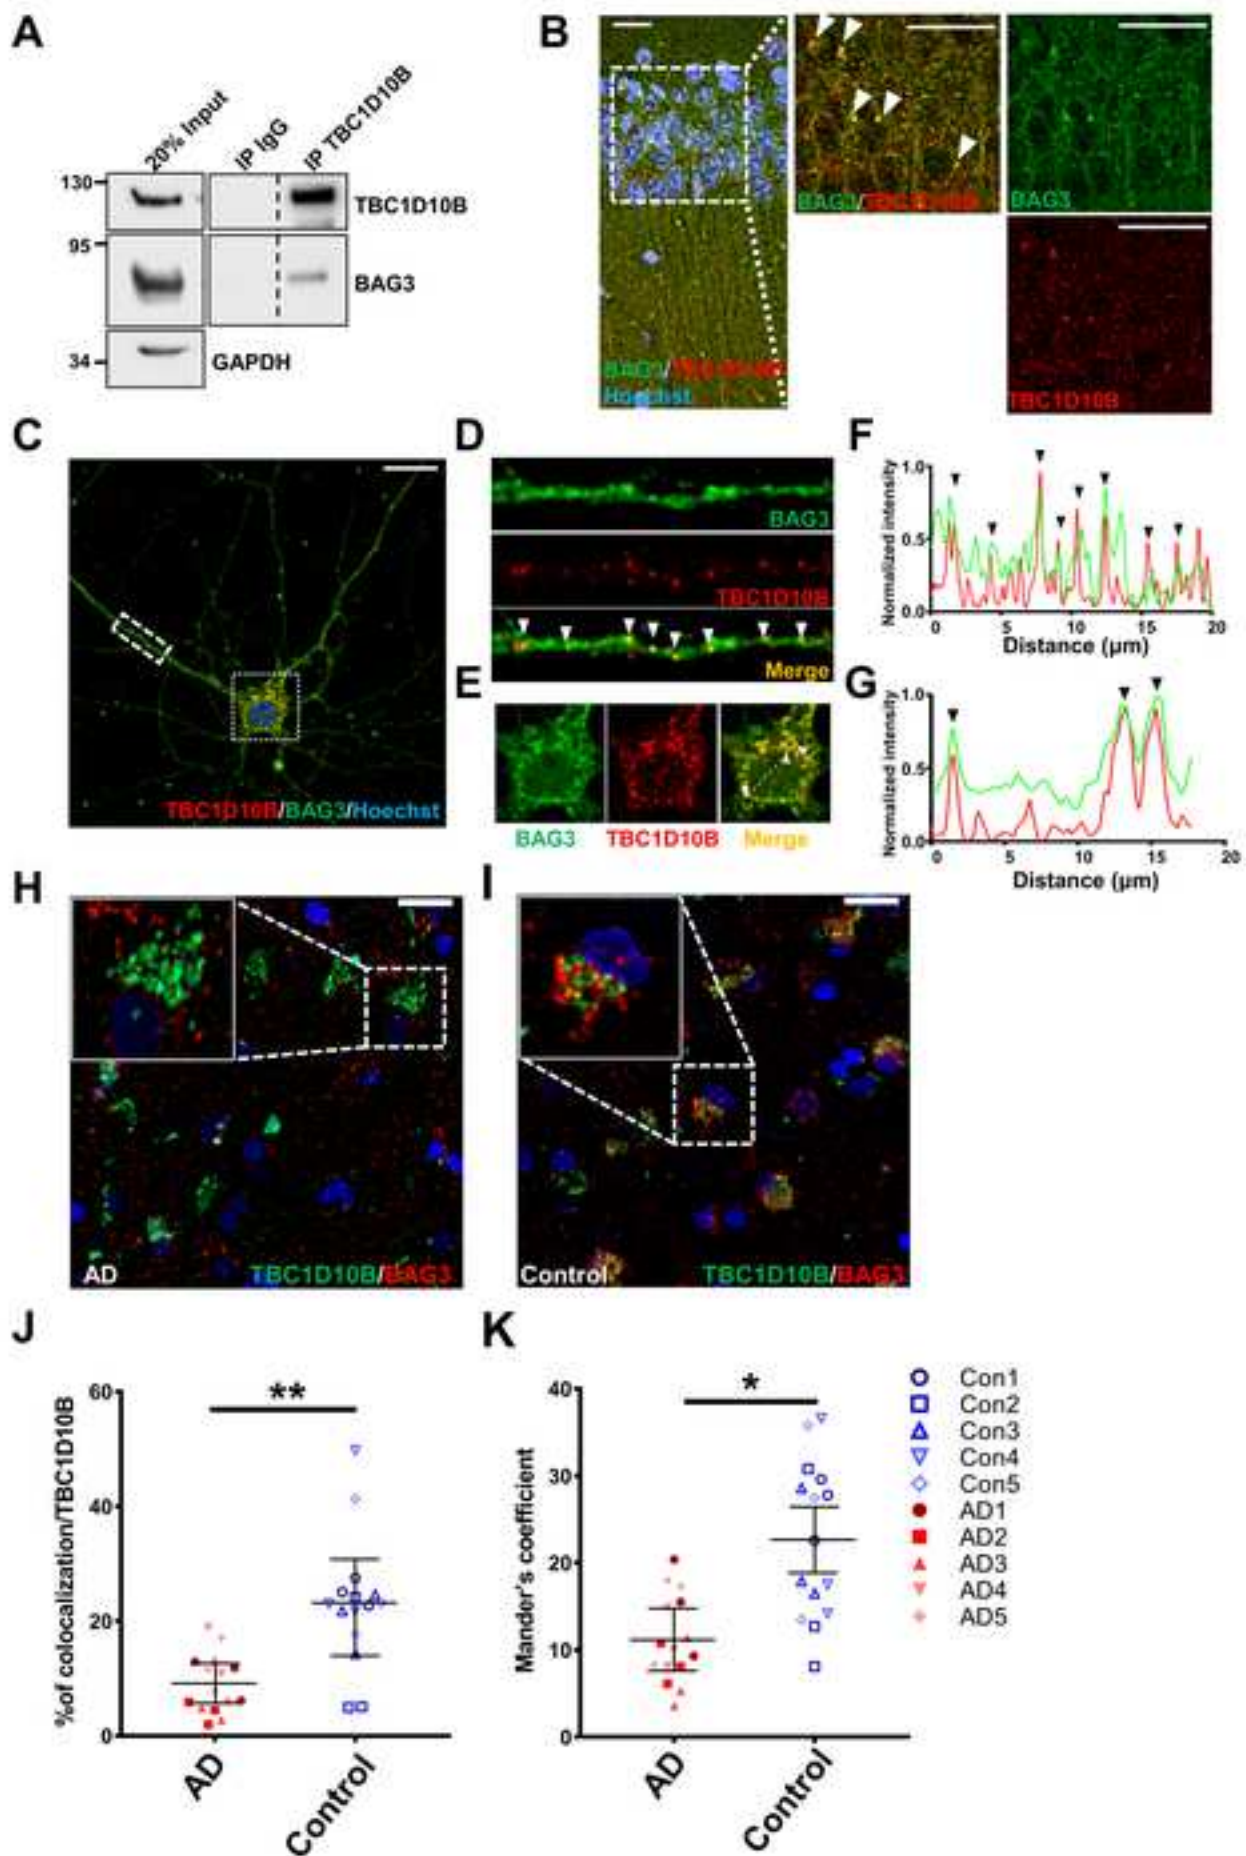 A
20% Input
IP IgG
IP TBC1D10B
130
TBC1D10B
95
BAG3
34
GAPDH
B
BAG3/TBC1D10B
Hoechst
BAG3/TBC1D10B
BAG3
TBC1D10B
C
TBC1D10B/BAG3/Hoechst
D
BAG3
TBC1D10B
Merge
E
BAG3
TBC1D10B
Merge
F
Normalized intensity
1.0
0.5
0.0
0
5
10
15
20
Distance (µm)
G
Normalized intensity
1.0
0.5
0.0
0
5
10
15
20
Distance (µm)
H
AD
TBC1D10B/BAG3
I
Control
TBC1D10B/BAG3
J
%of colocalization/TBC1D10B
60
40
20
0
**
AD
Control
K
Mander's coefficient
40
30
20
10
0
*
AD
Control
Con1
Con2
Con3
Con4
Con5
AD1
AD2
AD3
AD4
AD5